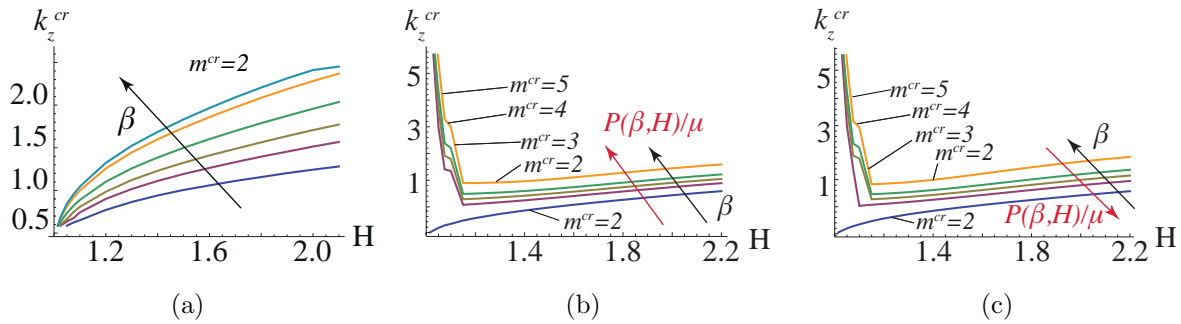 k_z^cr
m^cr=2
2.0
1.5
1.0
0.5
β
1.2
1.6
2.0
H
(a)
k_z^cr
5
3
1
m^cr=5
m^cr=4
m^cr=3
m^cr=2
m^cr=2
P(β,H)/μ
β
1.4
1.8
2.2
H
(b)
k_z^cr
5
3
1
m^cr=5
m^cr=4
m^cr=3
m^cr=2
m^cr=2
β
P(β,H)/μ
1.4
1.8
2.2
H
(c)